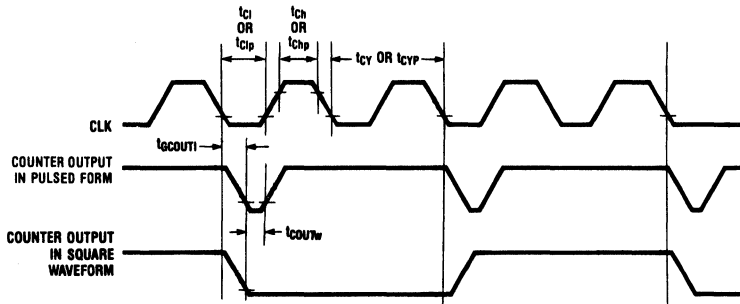 tCl
OR
tClp
tCh
OR
tChp
tCY OR tCYP
CLK
tGCOUTl
COUNTER OUTPUT
IN PULSED FORM
tCOUTw
COUNTER OUTPUT
IN SQUARE
WAVEFORM